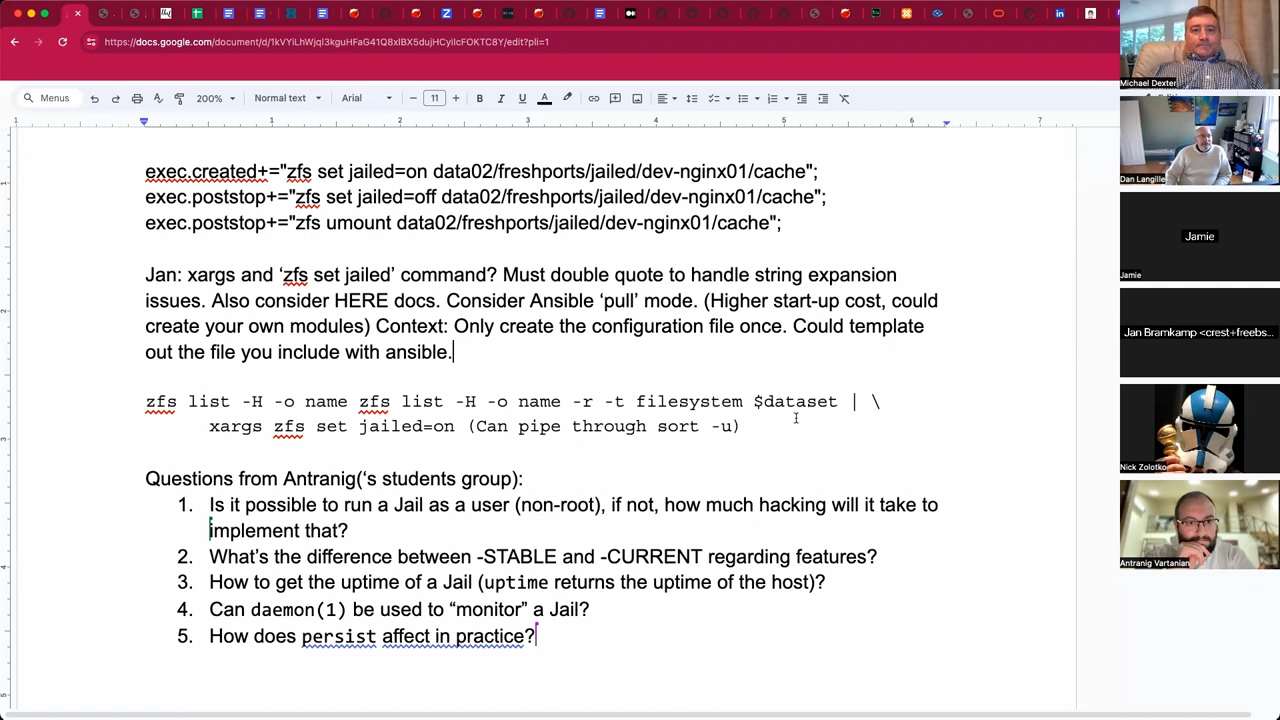 https://docs.google.com/document/d/1kVYiLhWjql3kguHFaG41Q8xlBX5dujHCyiIcFOKTC8Y/edit?pli=1
Menus
200%
Normal text
Arial
11
exec.created+="zfs set jailed=on data02/freshports/jailed/dev-nginx01/cache";
exec.poststop+="zfs set jailed=off data02/freshports/jailed/dev-nginx01/cache";
exec.poststop+="zfs umount data02/freshports/jailed/dev-nginx01/cache";
Jan: xargs and ‘zfs set jailed’ command? Must double quote to handle string expansion
issues. Also consider HERE docs. Consider Ansible ‘pull’ mode. (Higher start-up cost, could
create your own modules) Context: Only create the configuration file once. Could template
out the file you include with ansible.
zfs list -H -o name zfs list -H -o name -r -t filesystem $dataset | \
xargs zfs set jailed=on (Can pipe through sort -u)
Questions from Antranig(‘s students group):
1. Is it possible to run a Jail as a user (non-root), if not, how much hacking will it take to
implement that?
2. What’s the difference between -STABLE and -CURRENT regarding features?
3. How to get the uptime of a Jail (uptime returns the uptime of the host)?
4. Can daemon(1) be used to “monitor” a Jail?
5. How does persist affect in practice?
Michael Dexter
Dan Langille
Jamie
Jamie
Jan Bramkamp <crest+freebs...
Nick Zolotko
Antranig Vartanian